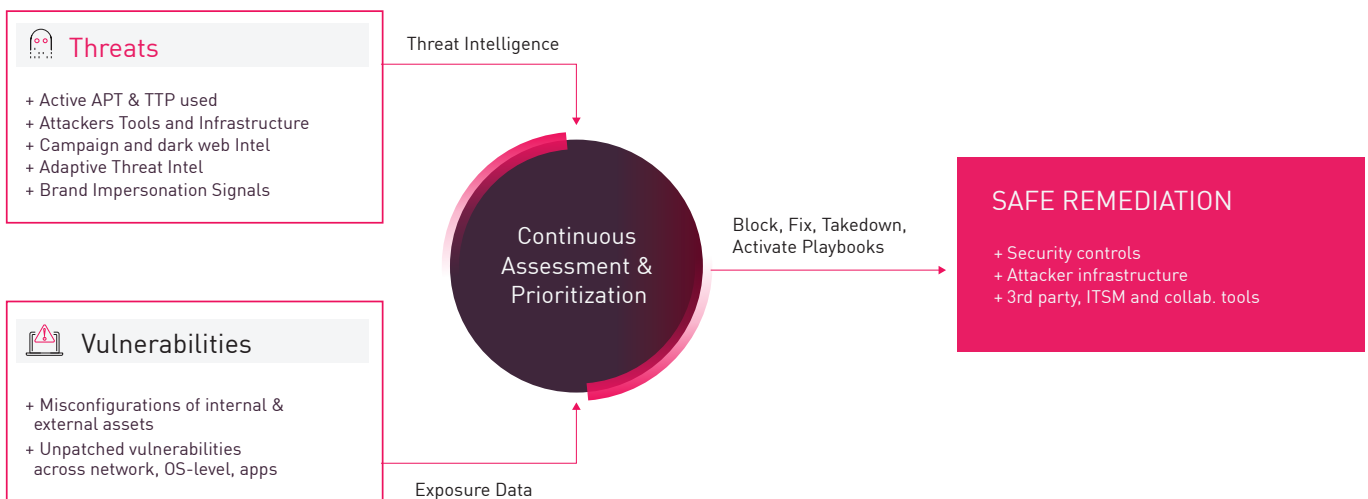 Threats
+ Active APT & TTP used
+ Attackers Tools and Infrastructure
+ Campaign and dark web Intel
+ Adaptive Threat Intel
+ Brand Impersonation Signals
Threat Intelligence
Vulnerabilities
+ Misconfigurations of internal &
external assets
+ Unpatched vulnerabilities
across network, OS-level, apps
Exposure Data
Continuous
Assessment &
Prioritization
Block, Fix, Takedown,
Activate Playbooks
SAFE REMEDIATION
+ Security controls
+ Attacker infrastructure
+ 3rd party, ITSM and collab. tools